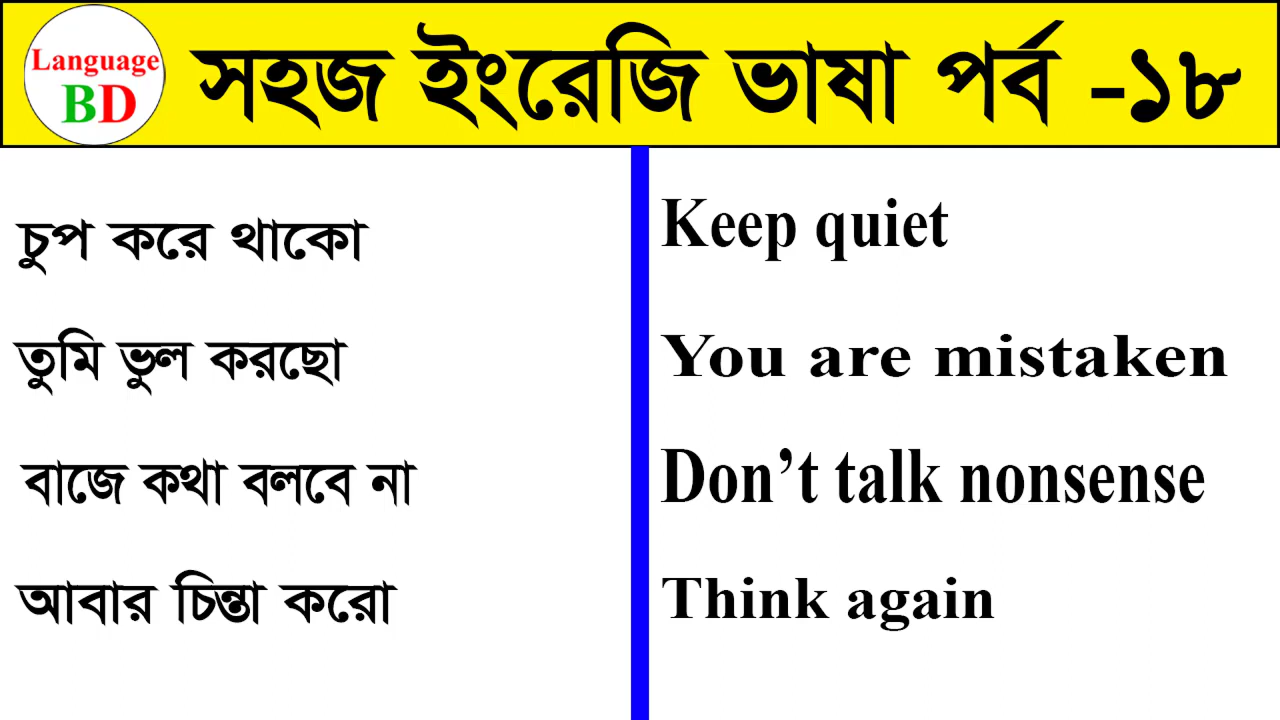 Language
BD
সহজ ইংরেজি ভাষা পর্ব -১৮
চুপ করে থাকো
Keep quiet
তুমি ভুল করছো
You are mistaken
বাজে কথা বলবে না
Don’t talk nonsense
আবার চিন্তা করো
Think again